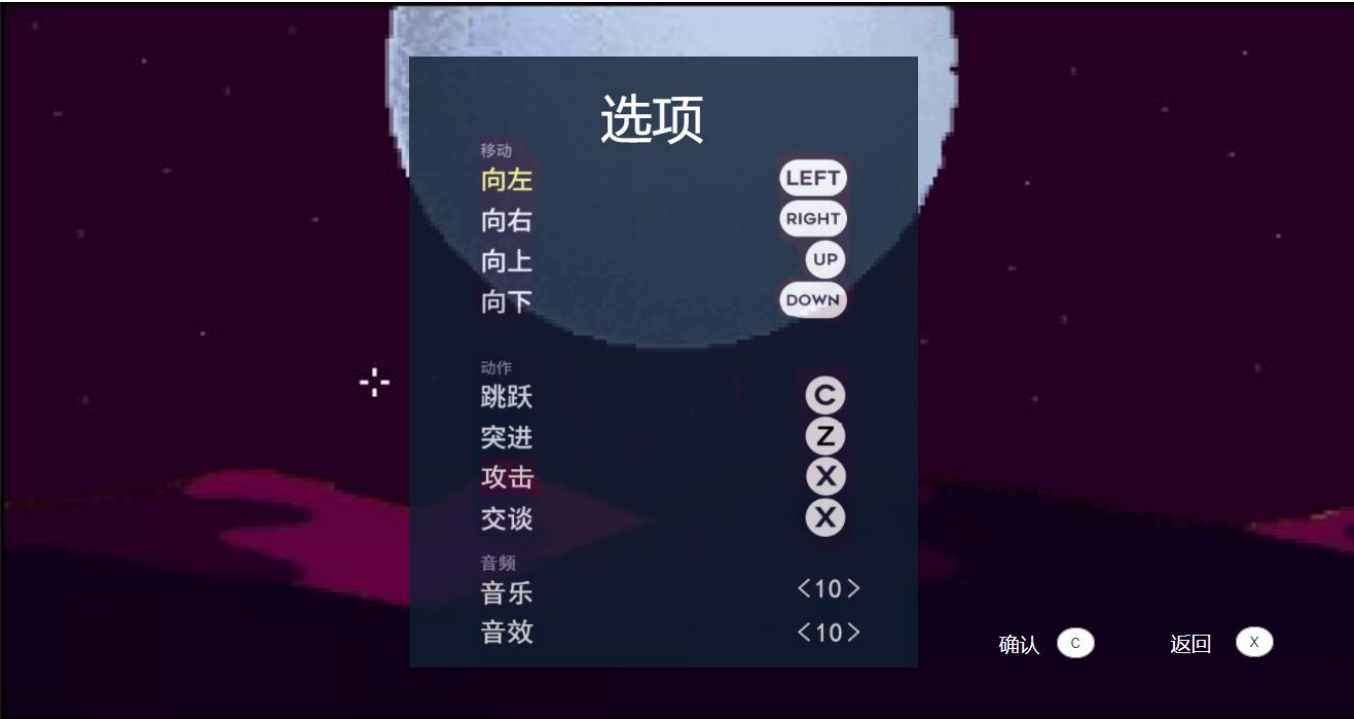 选项
移动
向左 LEFT
向右 RIGHT
向上 UP
向下 DOWN
动作
跳跃 C
突进 Z
攻击 X
交谈 X
音频
音乐 <10>
音效 <10>
确认 C 返回 X